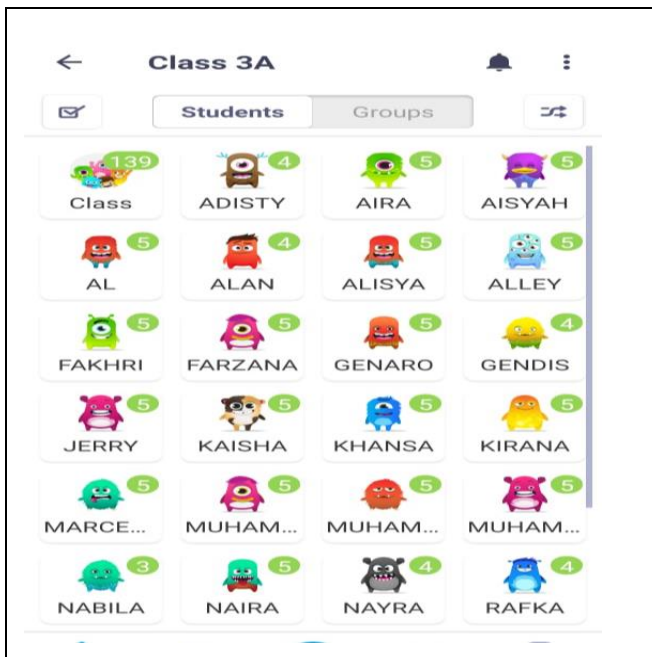 Class 3A
Students Groups
139 4 5 5
Class ADISTY AIRA AISYAH
5 4 5 5
AL ALAN ALISYA ALLEY
5 5 5 4
FAKHRI FARZANA GENARO GENDIS
5 5 5 5
JERRY KAISHA KHANSA KIRANA
5 5 5 5
MARCE... MUHAM... MUHAM... MUHAM...
3 5 4 4
NABILA NAIRA NAYRA RAFKA